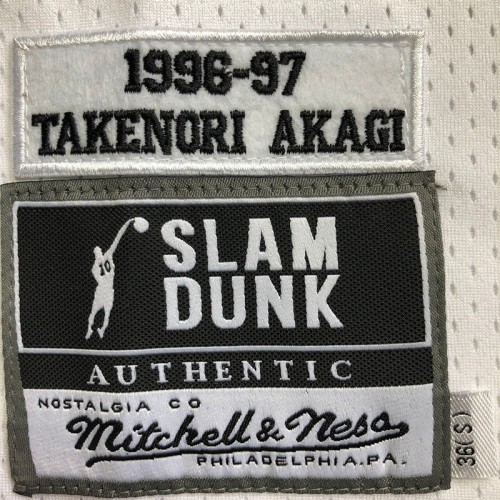 1996-97
TAKENORI AKAGI
10
SLAM
DUNK
AUTHENTIC
NOSTALGIA CO
Mitchell & Ness
PHILADELPHIA.PA.
36(S)